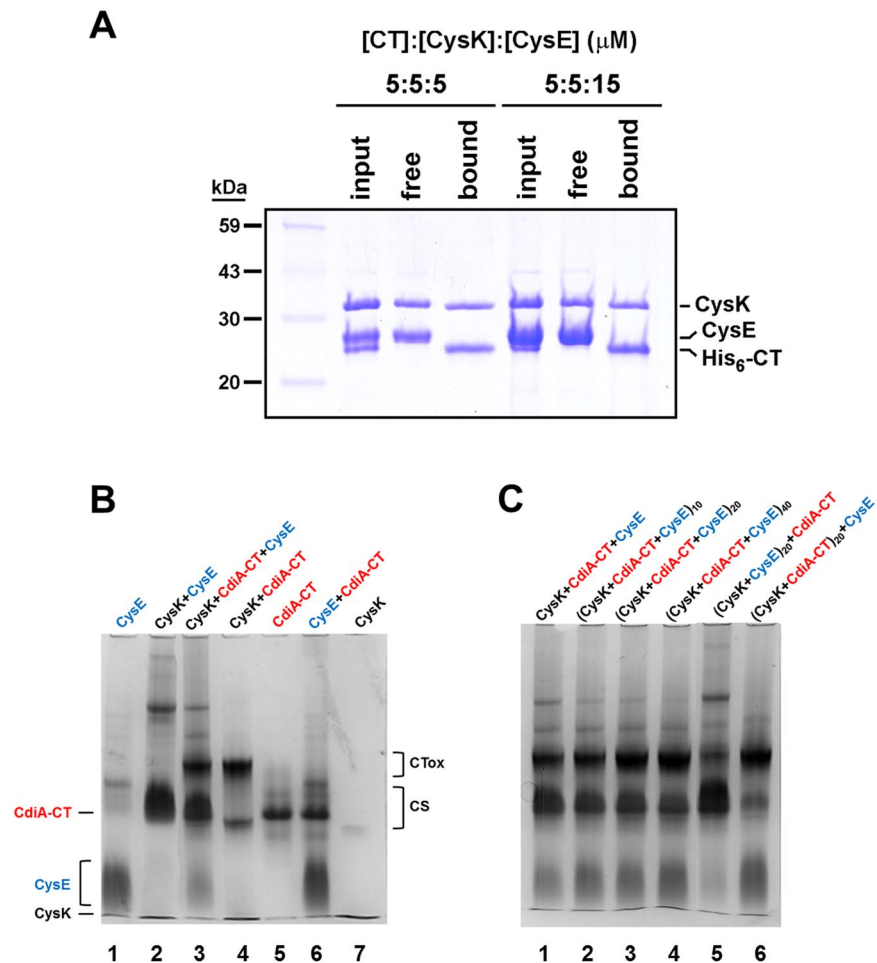 A
[CT]:[CysK]:[CysE] (μM)
5:5:5 5:5:15
input free bound input free bound
kDa
59
43
30
20
CysK
CysE
His6-CT
B
CysE
CysK+CysE
CysK+CdiA-CT+CysE
CysK+CdiA-CT
CdiA-CT
CysE+CdiA-CT
CysK
CTox
CS
CdiA-CT
CysE
CysK
1 2 3 4 5 6 7
C
CysK+CdiA-CT+CysE
(CysK+CdiA-CT+CysE)10
(CysK+CdiA-CT+CysE)20
(CysK+CdiA-CT+CysE)40
(CysK+CysE)20+CdiA-CT
(CysK+CdiA-CT)20+CysE
1 2 3 4 5 6